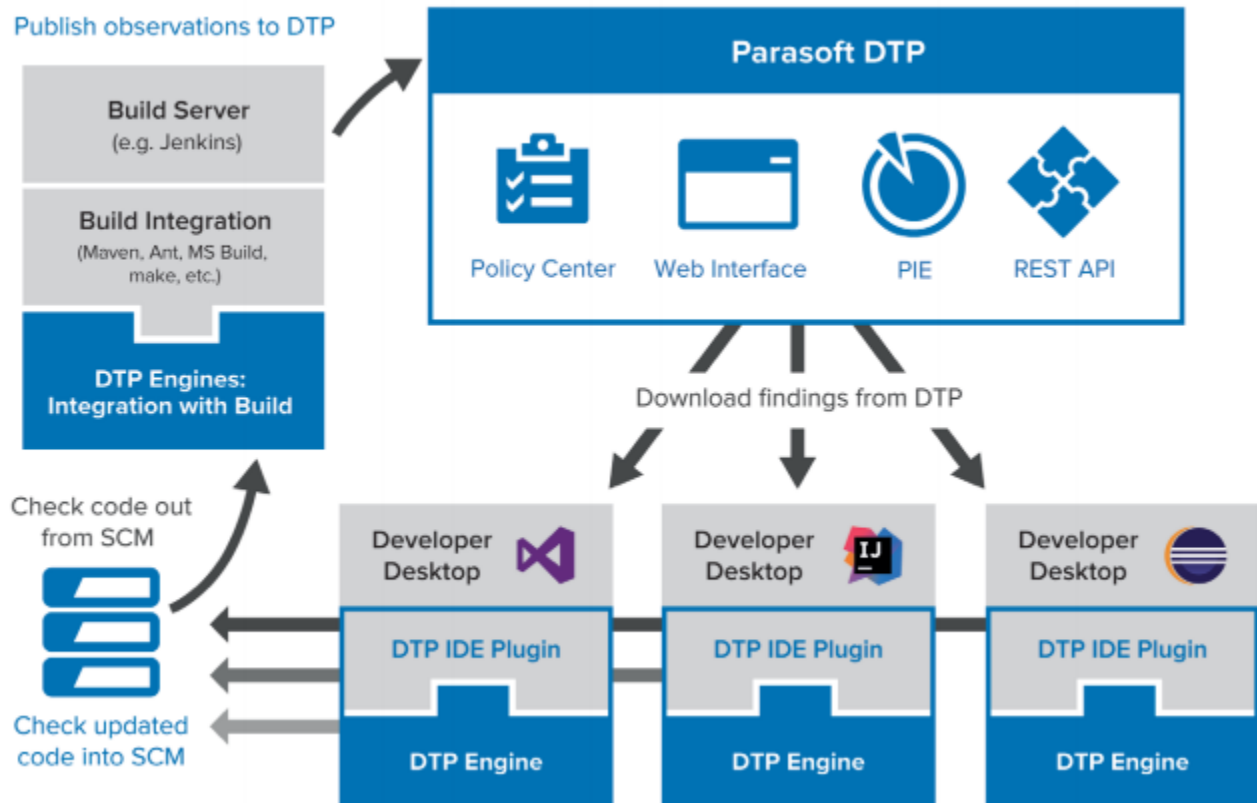 Publish observations to DTP
Build Server
(e.g. Jenkins)
Build Integration
(Maven, Ant, MS Build,
make, etc.)
DTP Engines:
Integration with Build
Parasoft DTP
Policy Center
Web Interface
PIE
REST API
Download findings from DTP
Check code out
from SCM
Check updated
code into SCM
Developer
Desktop
DTP IDE Plugin
DTP Engine
Developer
Desktop
IJ
DTP IDE Plugin
DTP Engine
Developer
Desktop
DTP IDE Plugin
DTP Engine